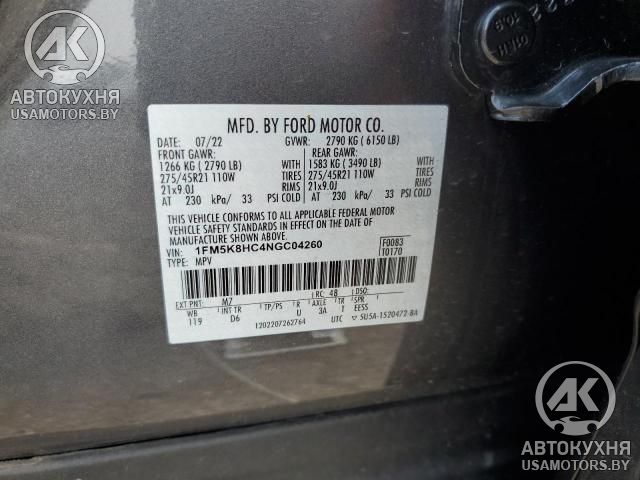 AK
АВТОКУХНЯ
USAMOTORS.BY
MFD. BY FORD MOTOR CO.
DATE: 07/22 GVWR: 2790 KG ( 6150 LB)
FRONT GAWR: REAR GAWR:
1266 KG ( 2790 LB) WITH 1583 KG ( 3490 LB) WITH
275/45R21 110W TIRES 275/45R21 110W TIRES
21x9.0J RIMS 21x9.0J RIMS
AT 230 kPa/ 33 PSI COLD AT 230 kPa/ 33 PSI COLD
THIS VEHICLE CONFORMS TO ALL APPLICABLE FEDERAL MOTOR
VEHICLE SAFETY STANDARDS IN EFFECT ON THE DATE OF
MANUFACTURE SHOWN ABOVE.
VIN: 1FM5K8HC4NGC04260 F0083
TYPE: MPV T0170
EXT PNT: M7 RC: 48 DSO:
WB INT TR TP/PS R AXLE TR EESS
119 D6 U 3A T
1202207262764 UTC 5U5A-1520472-BA
AK
АВТОКУХНЯ
USAMOTORS.BY